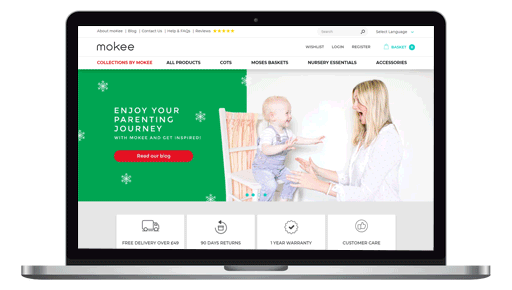 About mokee | Blog | Contact us | Help & FAQs | Reviews
Search
Select Language
mokee
WISHLIST LOGIN REGISTER BASKET
COLLECTIONS BY MOKEE ALL PRODUCTS COTS MOSES BASKETS NURSERY ESSENTIALS ACCESSORIES
ENJOY YOUR
PARENTING
JOURNEY
WITH MOKEE AND GET INSPIRED!
Read our blog
FREE DELIVERY OVER £49
90 DAYS RETURNS
1 YEAR WARRANTY
CUSTOMER CARE